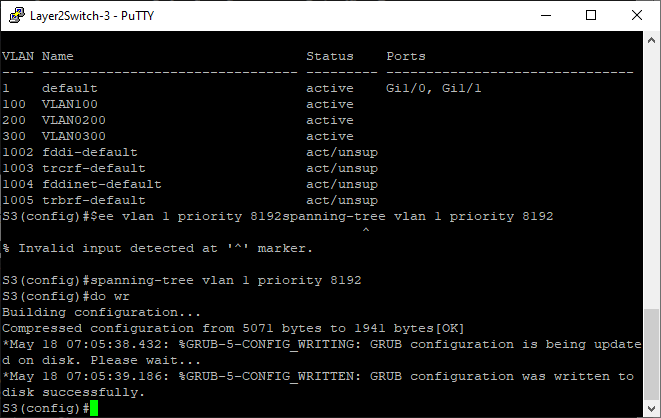 Layer2Switch-3 - PuTTY
VLAN Name                             Status    Ports
---- -------------------------------- --------- -------------------------------
1    default                          active    Gi1/0, Gi1/1
100  VLAN100                          active
200  VLAN0200                         active
300  VLAN0300                         active
1002 fddi-default                     act/unsup
1003 trcrf-default                    act/unsup
1004 fddinet-default                  act/unsup
1005 trbrf-default                    act/unsup
S3(config)#$ee vlan 1 priority 8192spanning-tree vlan 1 priority 8192
                                             ^
% Invalid input detected at '^' marker.
S3(config)#spanning-tree vlan 1 priority 8192
S3(config)#do wr
Building configuration...
Compressed configuration from 5071 bytes to 1941 bytes[OK]
*May 18 07:05:38.432: %GRUB-5-CONFIG_WRITING: GRUB configuration is being update
d on disk. Please wait...
*May 18 07:05:39.186: %GRUB-5-CONFIG_WRITTEN: GRUB configuration was written to
disk successfully.
S3(config)#